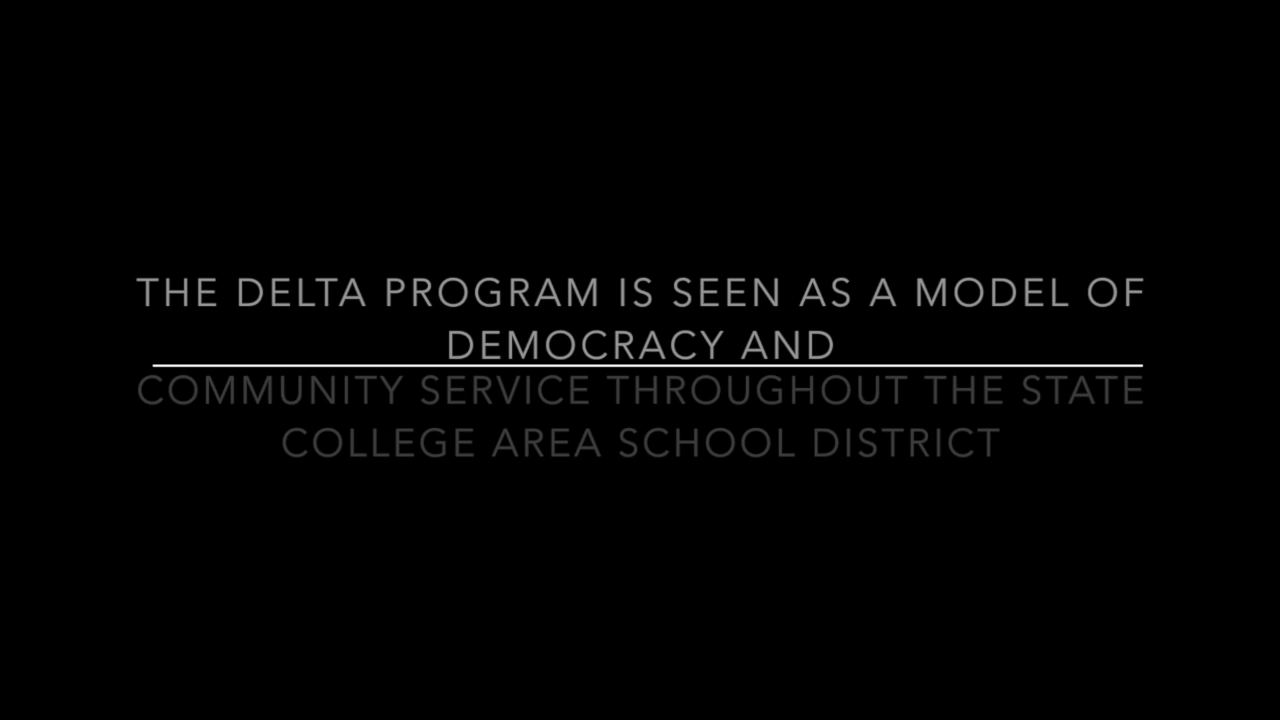 THE DELTA PROGRAM IS SEEN AS A MODEL OF
DEMOCRACY AND
COMMUNITY SERVICE THROUGHOUT THE STATE
COLLEGE AREA SCHOOL DISTRICT